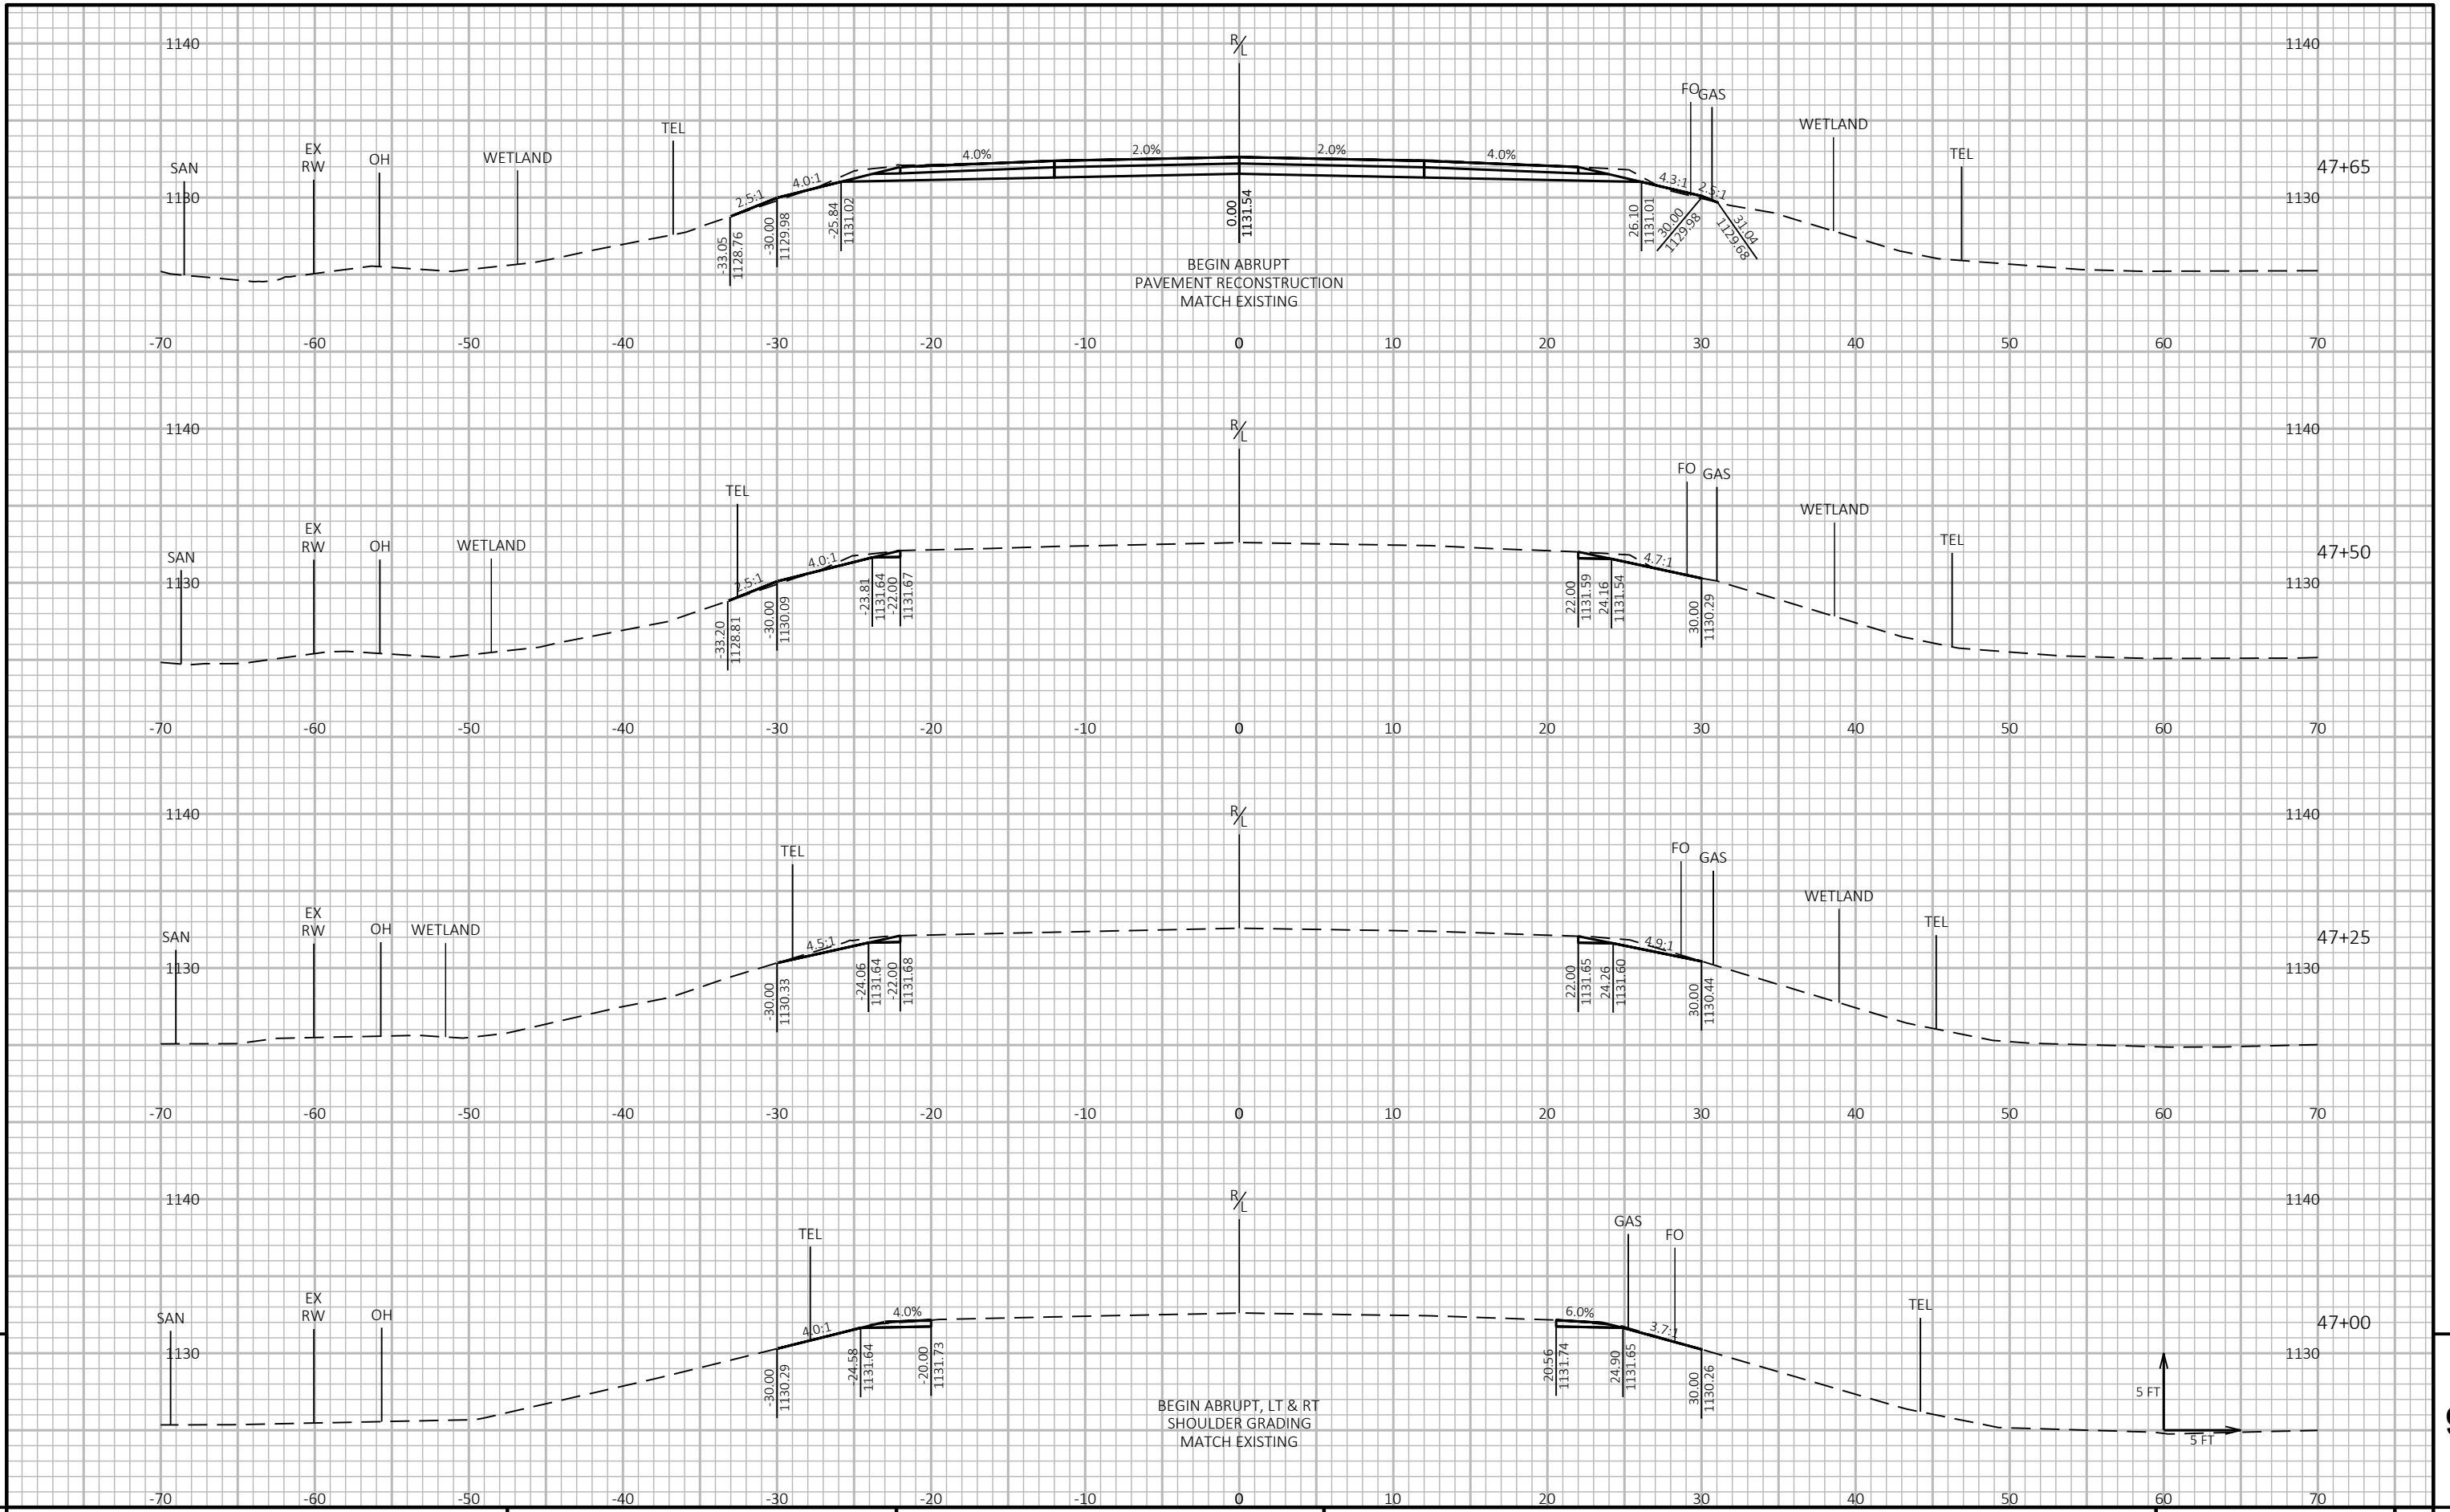 1140
R/L
1140
FO
GAS
WETLAND
TEL
EX
RW
OH
WETLAND
SAN
4.0%
2.0%
2.0%
4.0%
TEL
47+65
1130
2.5:1
4.0:1
4.3:1
2.5:1
1130
-33.05
1128.76
-30.00
1129.98
-25.84
1131.02
0.00
1131.54
26.10
1131.01
30.00
1129.98
31.04
1129.68
BEGIN ABRUPT
PAVEMENT RECONSTRUCTION
MATCH EXISTING
-70 -60 -50 -40 -30 -20 -10 0 10 20 30 40 50 60 70
1140
R/L
1140
FO
GAS
TEL
WETLAND
EX
RW
OH
WETLAND
SAN
TEL
47+50
1130
2.5:1
4.0:1
4.7:1
1130
-33.20
1128.81
-30.00
1130.09
-23.81
1131.64
-22.00
1131.67
22.00
1131.59
24.16
1131.54
30.00
1130.29
-70 -60 -50 -40 -30 -20 -10 0 10 20 30 40 50 60 70
1140
R/L
1140
TEL
FO
GAS
WETLAND
EX
RW
OH
WETLAND
SAN
TEL
47+25
1130
4.5:1
4.9:1
1130
-30.00
1130.33
-24.06
1131.64
-22.00
1131.68
22.00
1131.65
24.26
1131.60
30.00
1130.44
-70 -60 -50 -40 -30 -20 -10 0 10 20 30 40 50 60 70
1140
R/L
1140
TEL
GAS
FO
EX
RW
OH
SAN
4.0%
6.0%
TEL
47+00
1130
4.0:1
3.7:1
1130
-30.00
1130.29
-24.58
1131.64
-20.00
1131.73
20.56
1131.74
24.90
1131.65
30.00
1130.26
BEGIN ABRUPT, LT & RT
SHOULDER GRADING
MATCH EXISTING
5 FT
5 FT
-70 -60 -50 -40 -30 -20 -10 0 10 20 30 40 50 60 70